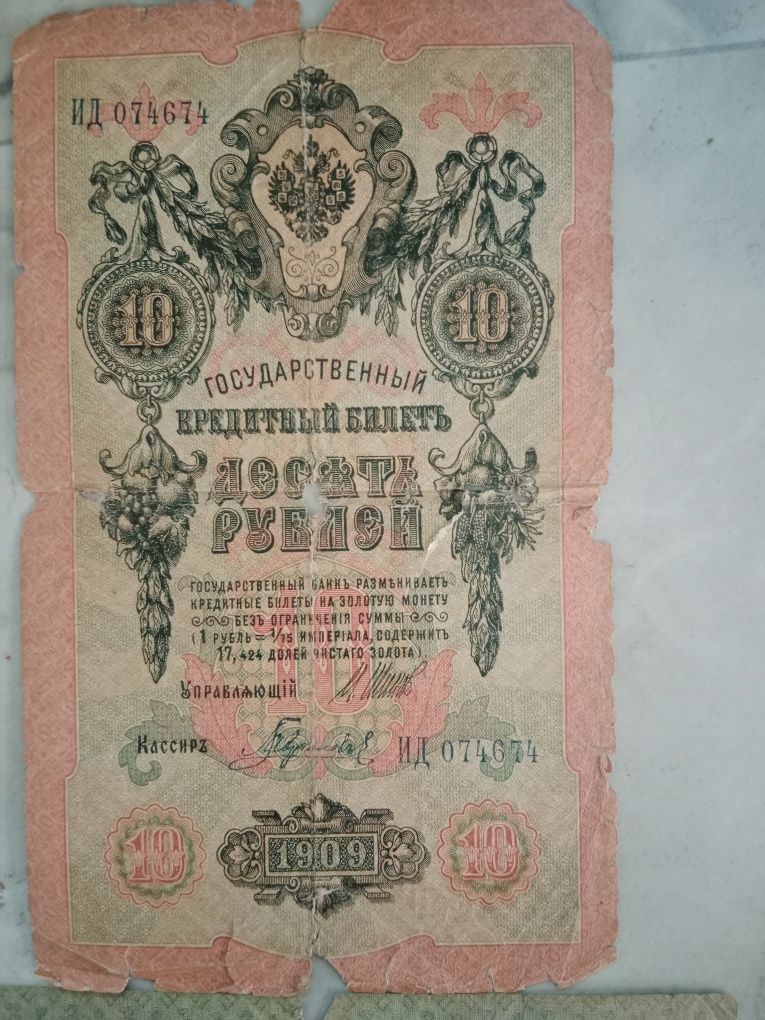 ИД 074674
10 10
ГОСУДАРСТВЕННЫЙ
КРЕДИТНЫЙ БИЛЕТЪ
ДЕСЯТЬ
РУБЛЕЙ
ГОСУДАРСТВЕННЫЙ БАНКЪ РАЗМѢНИВАЕТЪ
КРЕДИТНЫЕ БИЛЕТЫ НА ЗОЛОТУЮ МОНЕТУ
БЕЗЪ ОГРАНИЧЕНІЯ СУММЫ
(1 РУБЛЬ = 1/15 ИМПЕРІАЛА, СОДЕРЖИТЪ
17,424 ДОЛЕЙ ЧИСТАГО ЗОЛОТА).
10
УПРАВЛЯЮЩІЙ
КАССИРЪ
ИД 074674
10 1909 10